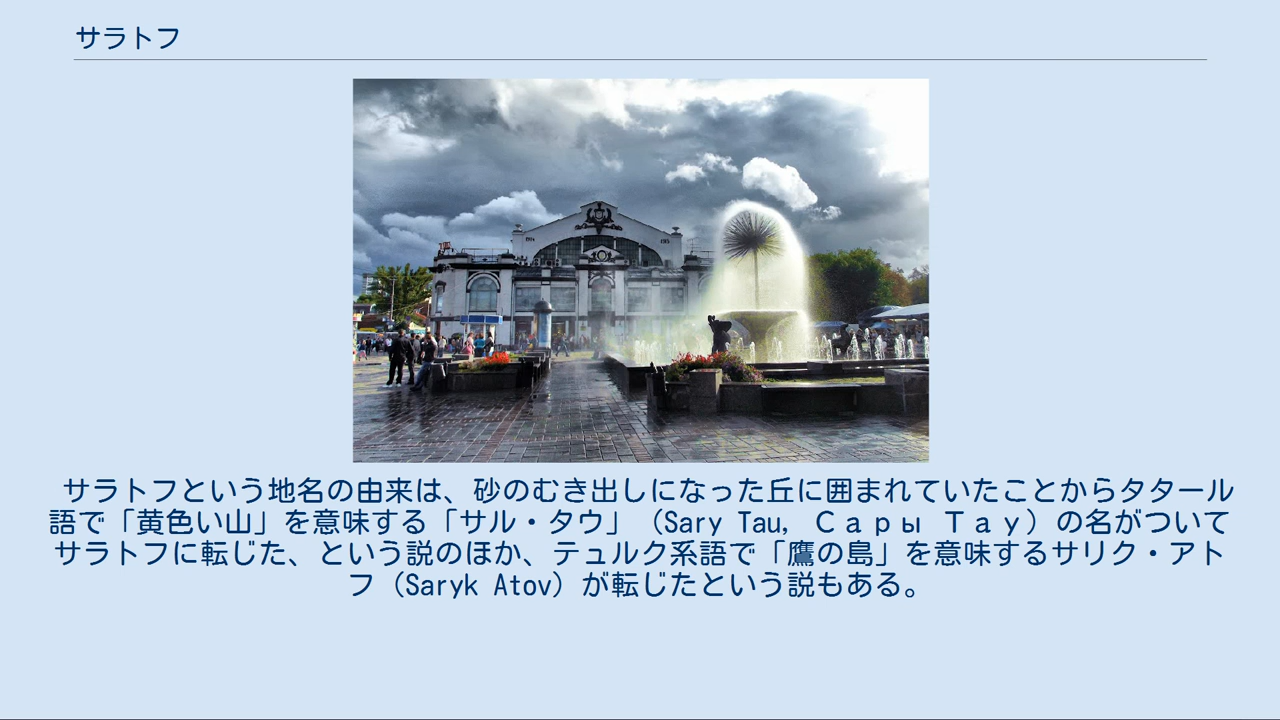 サラトフ
サラトフという地名の由来は、砂のむき出しになった丘に囲まれていたことからタタール
語で「黄色い山」を意味する「サル・タウ」（Sary Tau, Сары Тау）の名がついて
サラトフに転じた、という説のほか、テュルク系語で「鷹の島」を意味するサリク・アト
フ（Saryk Atov）が転じたという説もある。